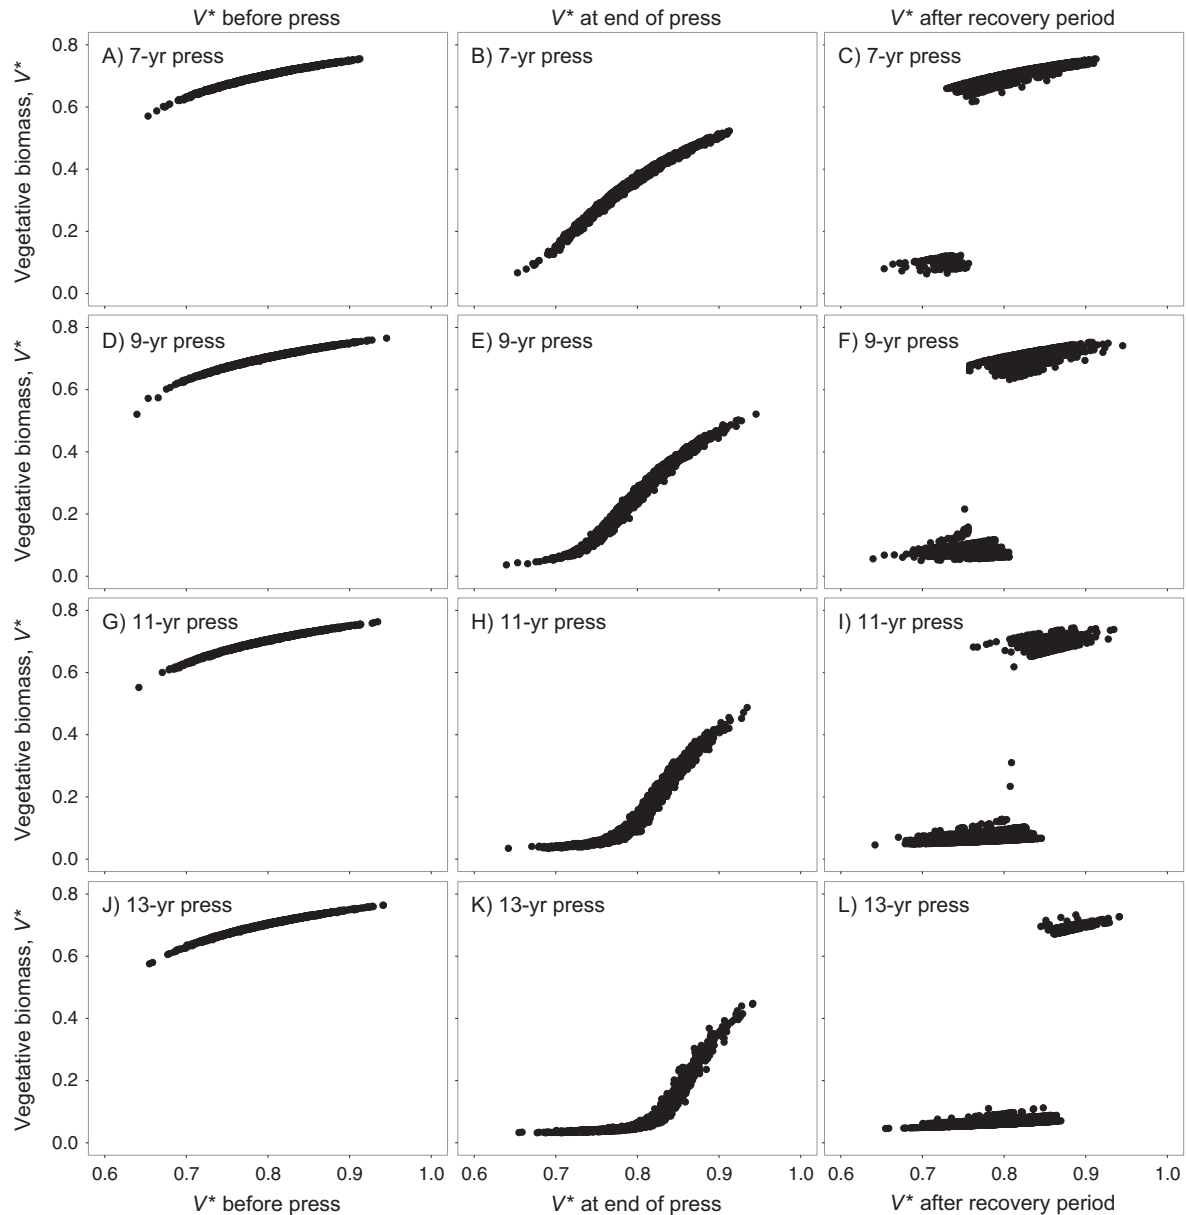 V* before press
V* at end of press
V* after recovery period
A) 7-yr press
B) 7-yr press
C) 7-yr press
Vegetative biomass, V*
0.8
0.6
0.4
0.2
0.0
D) 9-yr press
E) 9-yr press
F) 9-yr press
Vegetative biomass, V*
0.8
0.6
0.4
0.2
0.0
G) 11-yr press
H) 11-yr press
I) 11-yr press
Vegetative biomass, V*
0.8
0.6
0.4
0.2
0.0
J) 13-yr press
K) 13-yr press
L) 13-yr press
Vegetative biomass, V*
0.8
0.6
0.4
0.2
0.0
0.6 0.7 0.8 0.9 1.0
0.6 0.7 0.8 0.9 1.0
0.6 0.7 0.8 0.9 1.0
V* before press
V* at end of press
V* after recovery period